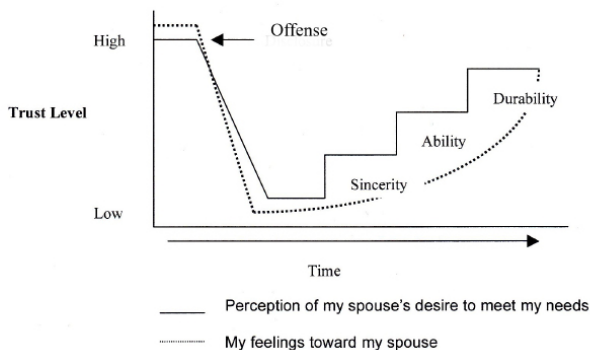 Offense
High
Durability
Trust Level
Ability
Sincerity
Low
Time
Perception of my spouse's desire to meet my needs
My feelings toward my spouse